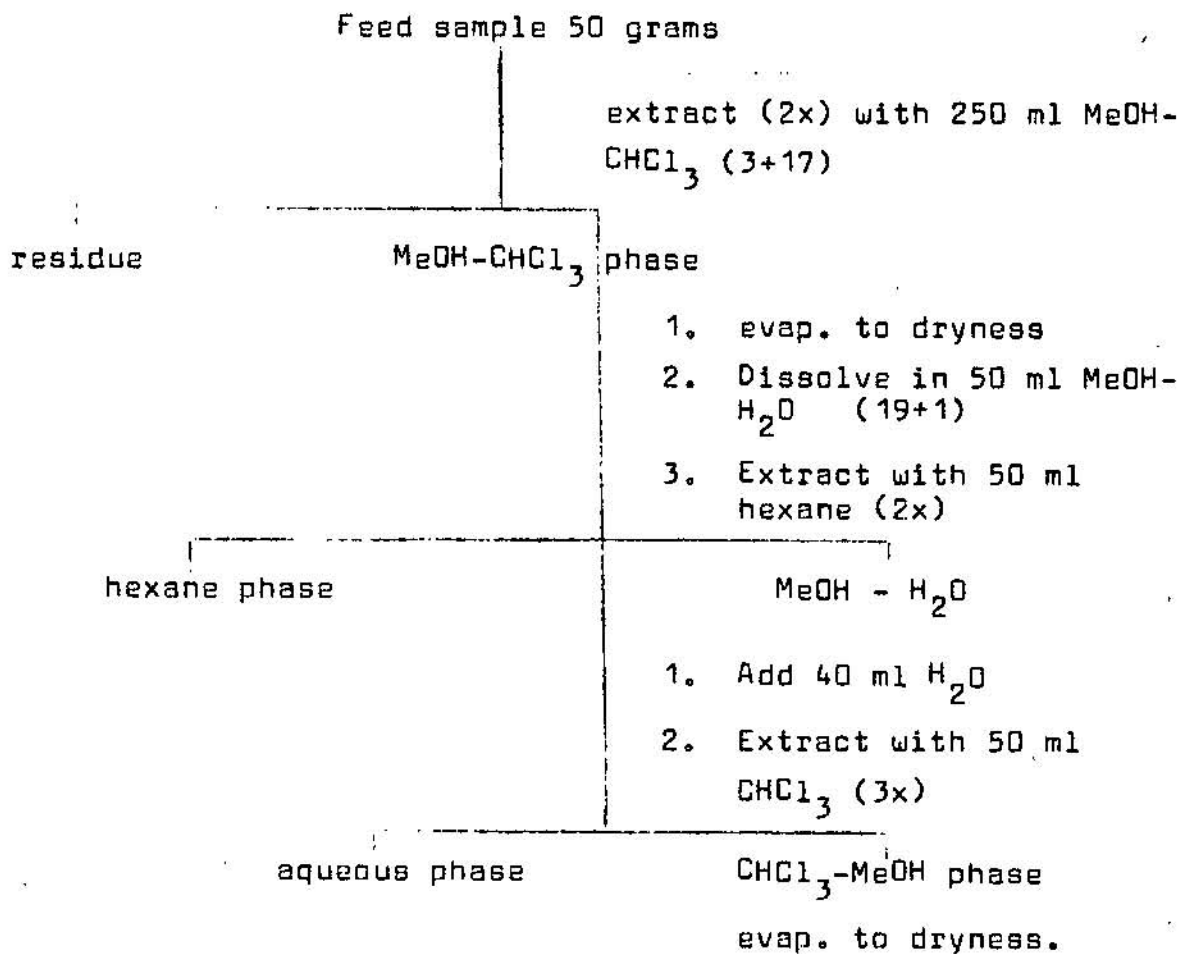 Feed sample 50 grams
extract (2x) with 250 ml MeOH-
CHCl3 (3+17)
residue
MeOH-CHCl3 phase
1. evap. to dryness
2. Dissolve in 50 ml MeOH-
H2O (19+1)
3. Extract with 50 ml
hexane (2x)
hexane phase
MeOH - H2O
1. Add 40 ml H2O
2. Extract with 50 ml
CHCl3 (3x)
aqueous phase
CHCl3-MeOH phase
evap. to dryness.